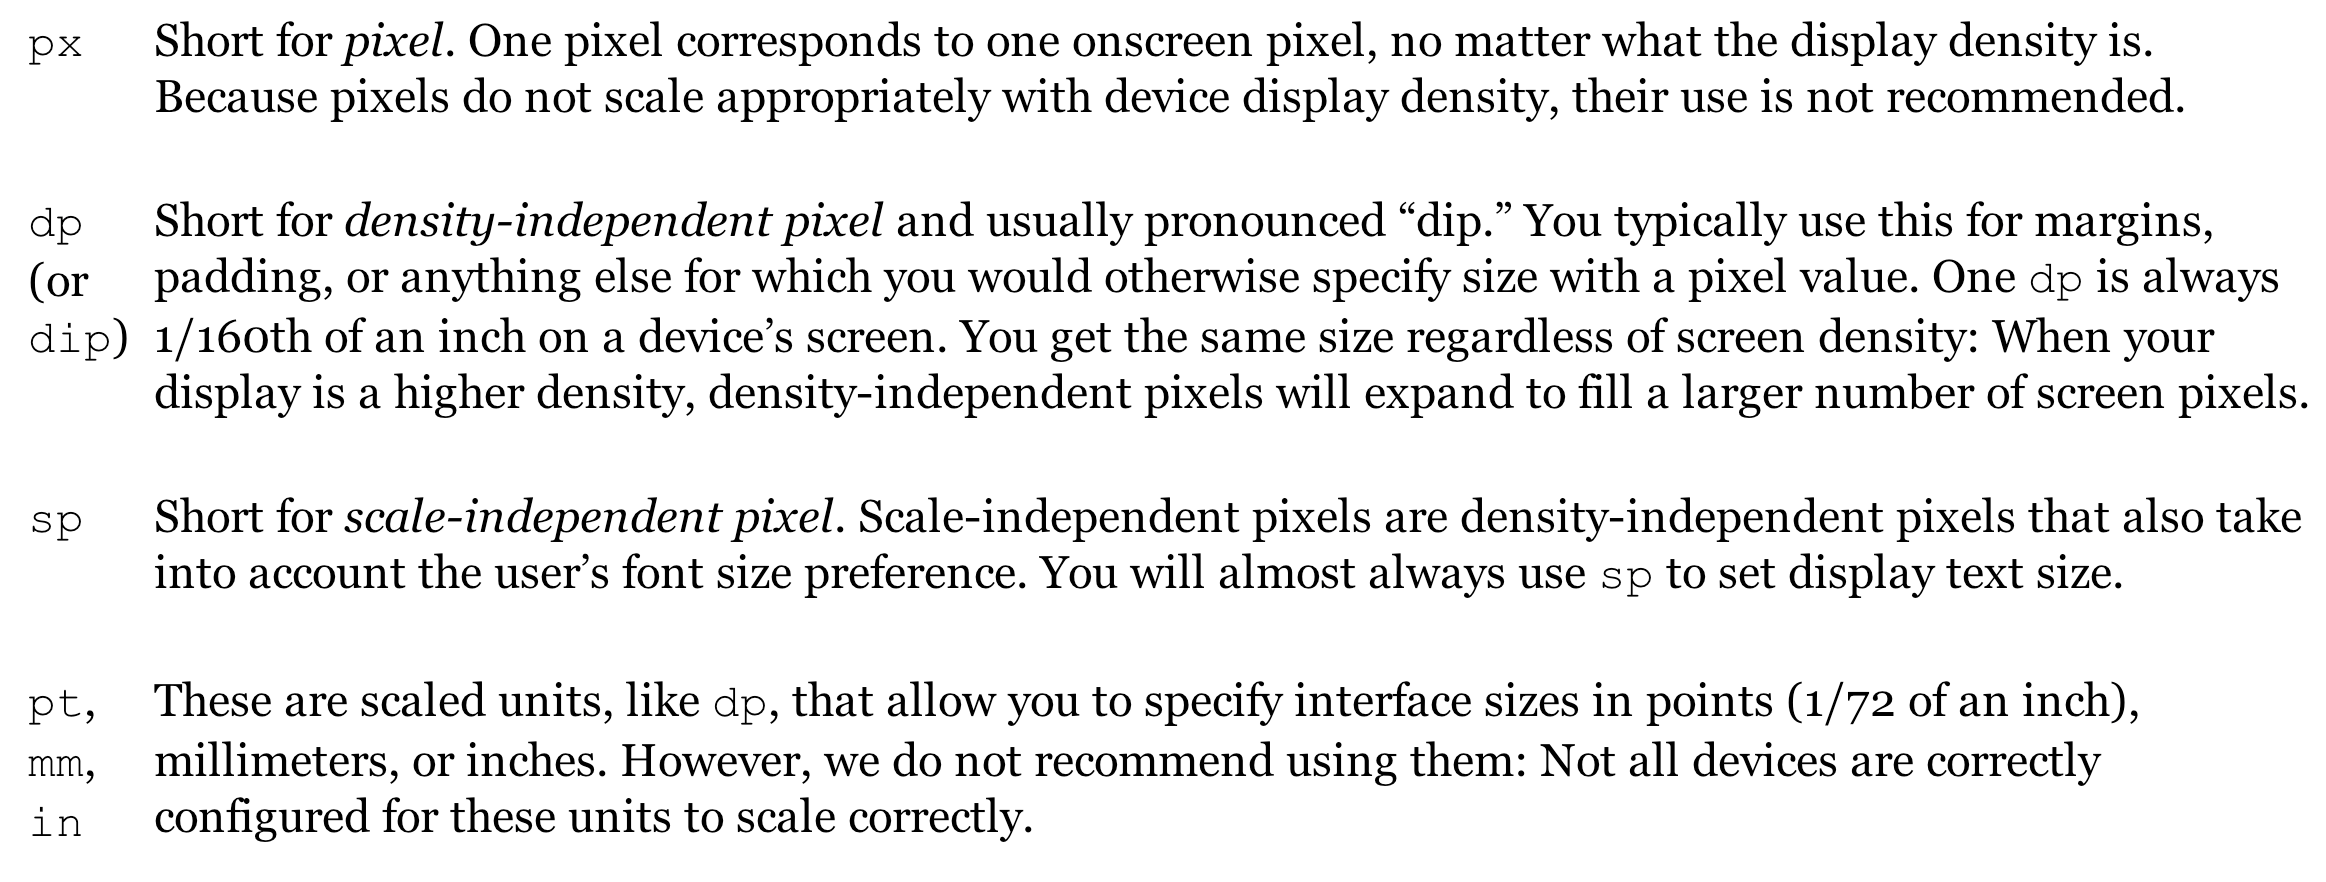 px Short for pixel. One pixel corresponds to one onscreen pixel, no matter what the display density is.
Because pixels do not scale appropriately with device display density, their use is not recommended.
dp Short for density-independent pixel and usually pronounced “dip.” You typically use this for margins,
(or padding, or anything else for which you would otherwise specify size with a pixel value. One dp is always
dip) 1/160th of an inch on a device’s screen. You get the same size regardless of screen density: When your
display is a higher density, density-independent pixels will expand to fill a larger number of screen pixels.
sp Short for scale-independent pixel. Scale-independent pixels are density-independent pixels that also take
into account the user’s font size preference. You will almost always use sp to set display text size.
pt, These are scaled units, like dp, that allow you to specify interface sizes in points (1/72 of an inch),
mm, millimeters, or inches. However, we do not recommend using them: Not all devices are correctly
in configured for these units to scale correctly.